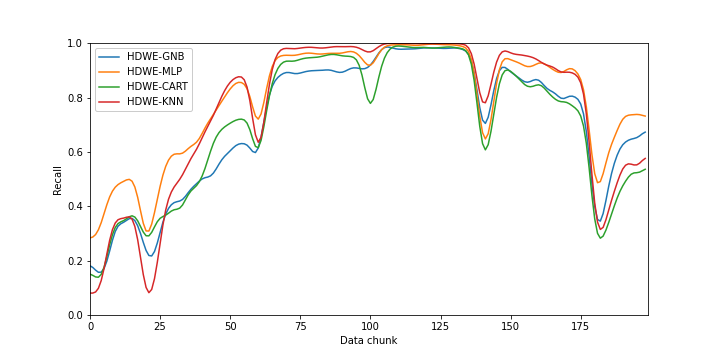 HDWE-GNB
HDWE-MLP
HDWE-CART
HDWE-KNN
Recall
1.0
0.8
0.6
0.4
0.2
0.0
0 25 50 75 100 125 150 175
Data chunk